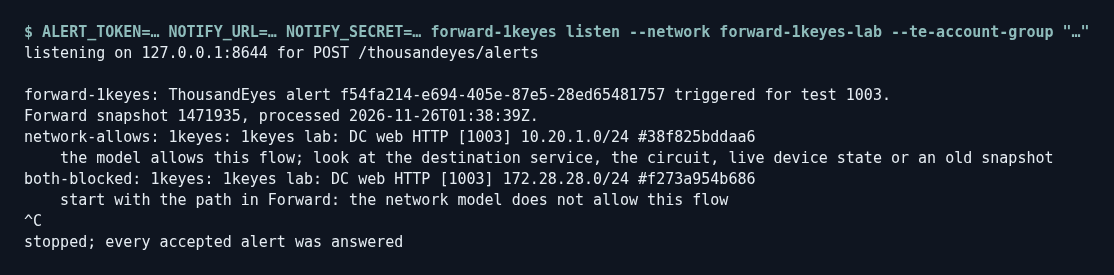 $ ALERT_TOKEN=… NOTIFY_URL=… NOTIFY_SECRET=… forward-1keyes listen --network forward-1keyes-lab --te-account-group "…"
listening on 127.0.0.1:8644 for POST /thousandeyes/alerts
forward-1keyes: ThousandEyes alert f54fa214-e694-405e-87e5-28ed65481757 triggered for test 1003.
Forward snapshot 1471935, processed 2026-11-26T01:38:39Z.
network-allows: 1keyes: 1keyes lab: DC web HTTP [1003] 10.20.1.0/24 #38f825bddaa6
the model allows this flow; look at the destination service, the circuit, live device state or an old snapshot
both-blocked: 1keyes: 1keyes lab: DC web HTTP [1003] 172.28.28.0/24 #f273a954b686
start with the path in Forward: the network model does not allow this flow
^C
stopped; every accepted alert was answered